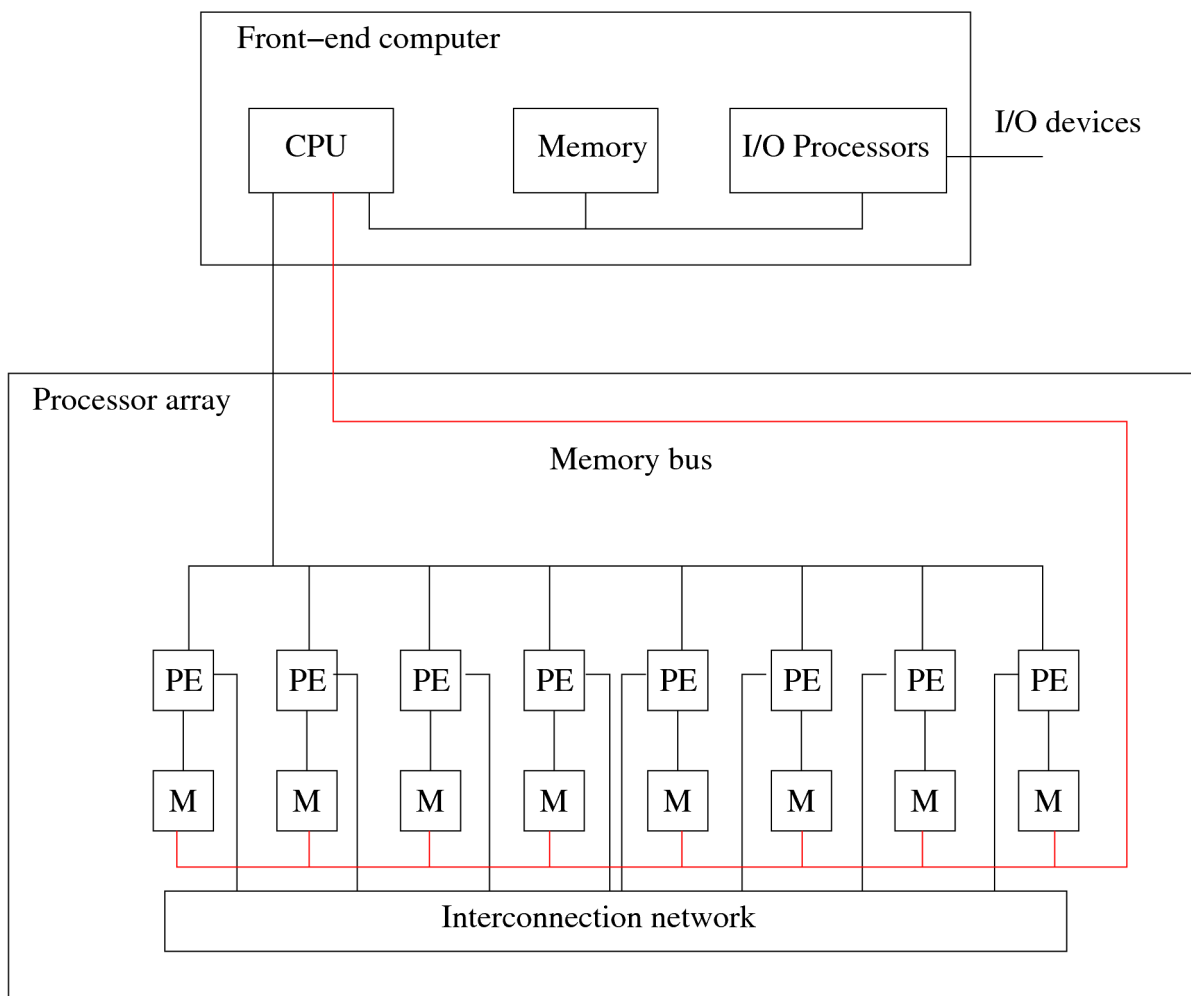 Front−end computer
CPU
Memory
I/O Processors
I/O devices
Processor array
Memory bus
PE PE PE PE PE PE PE PE
M M M M M M M M
Interconnection network